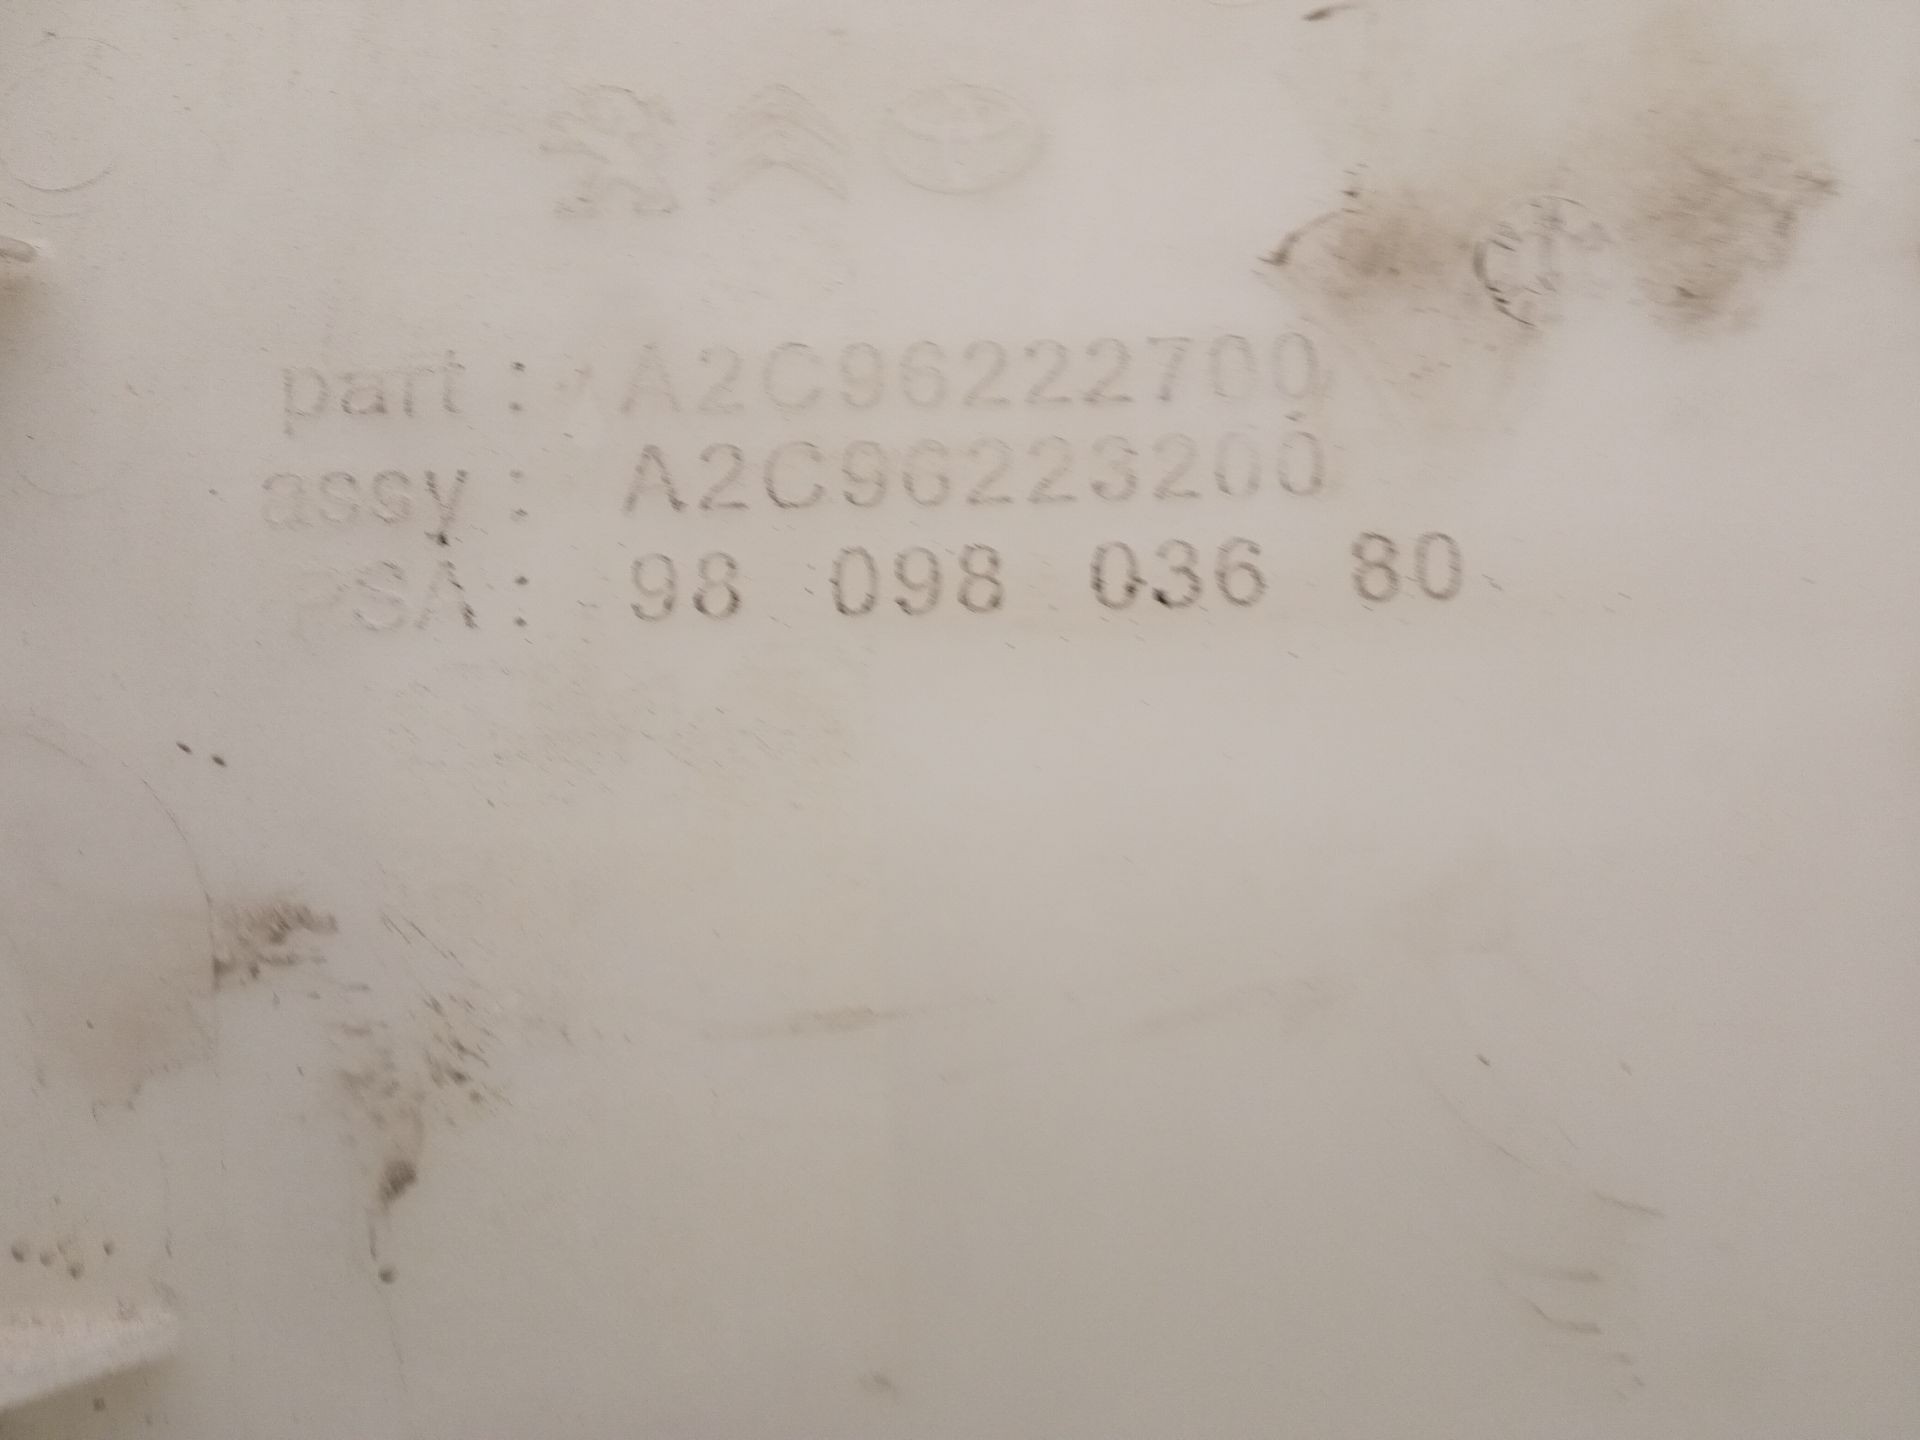 part : A2C96222700
assy : A2C96223200
PSA : 98 098 036 80